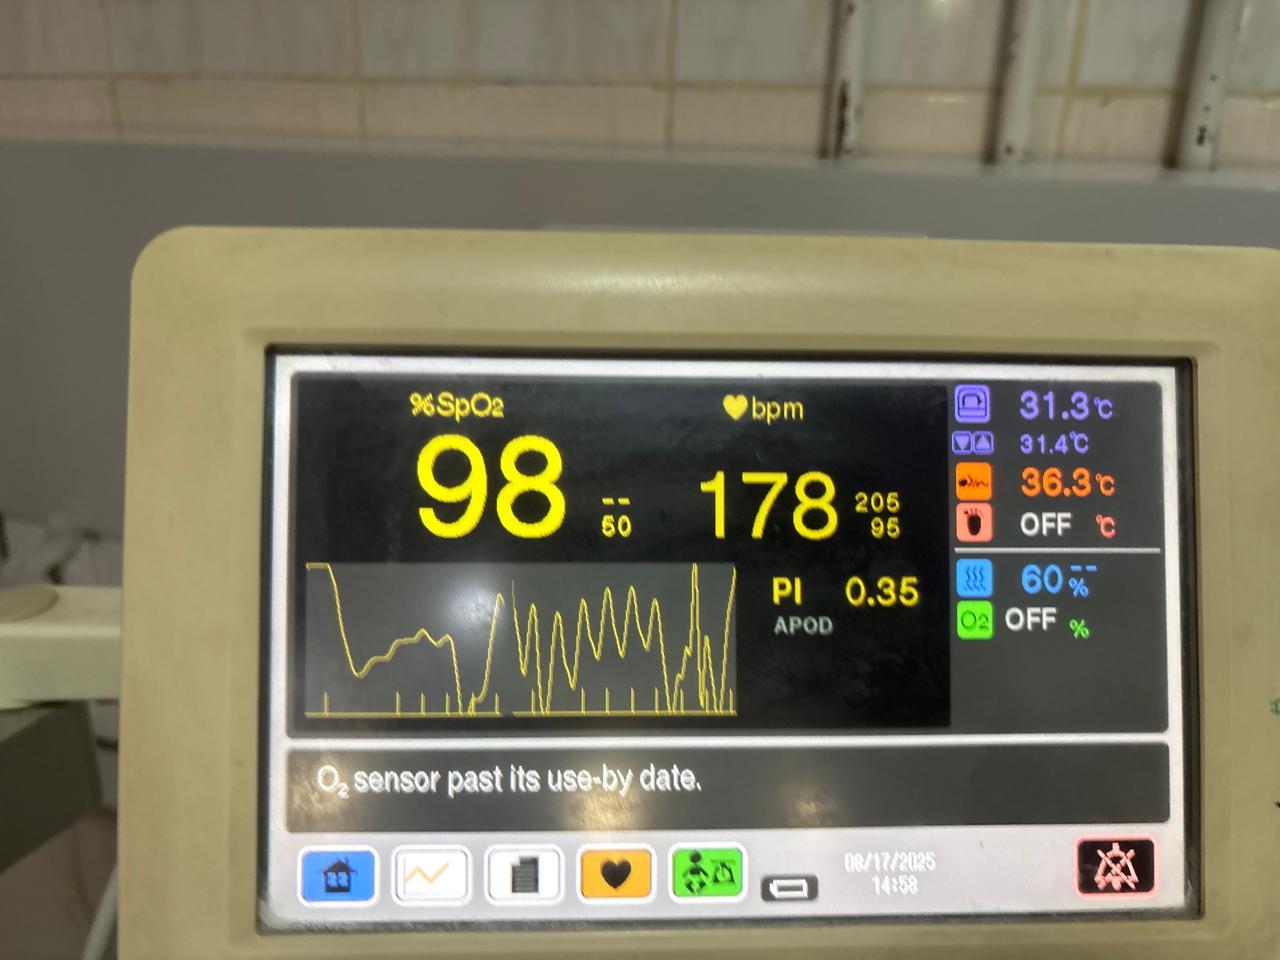 %SpO2
98
--
50
bpm
178
205
95
PI 0.35
APOD
31.3°C
31.4°C
36.3°C
OFF °C
60 -- %
O2 OFF %
O2 sensor past its use-by date.
08/17/2025
14:58